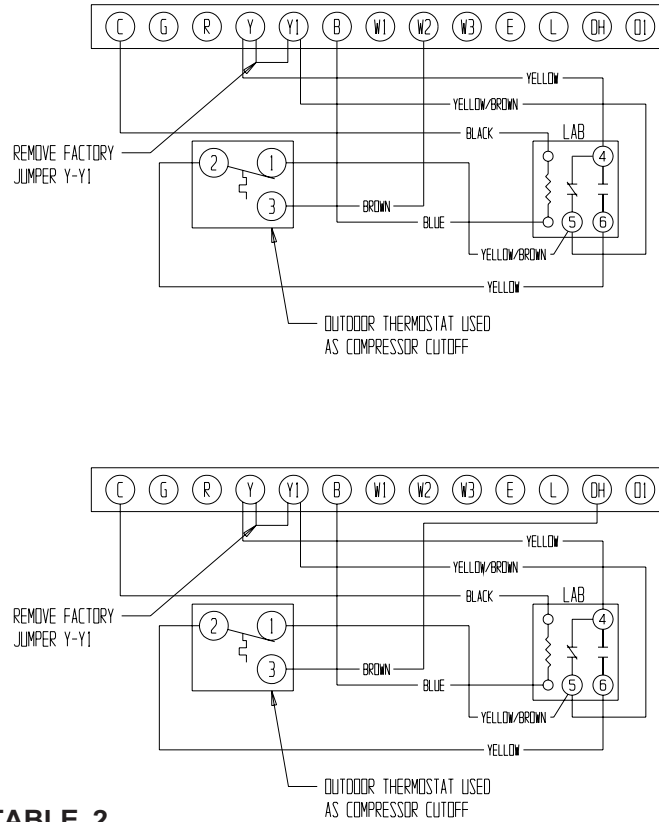 C G R Y Y1 B W1 W2 W3 E L DH O1
YELLOW
YELLOW/BROWN
BLACK
LAB
REMOVE FACTORY
JUMPER Y-Y1
2 1 4
3 BROWN
BLUE
5 6
YELLOW/BROWN
YELLOW
OUTDOOR THERMOSTAT USED
AS COMPRESSOR CUTOFF
C G R Y Y1 B W1 W2 W3 E L DH O1
YELLOW
YELLOW/BROWN
BLACK
LAB
REMOVE FACTORY
JUMPER Y-Y1
2 1 4
3 BROWN
BLUE
5 6
YELLOW/BROWN
YELLOW
OUTDOOR THERMOSTAT USED
AS COMPRESSOR CUTOFF
TABLE 2